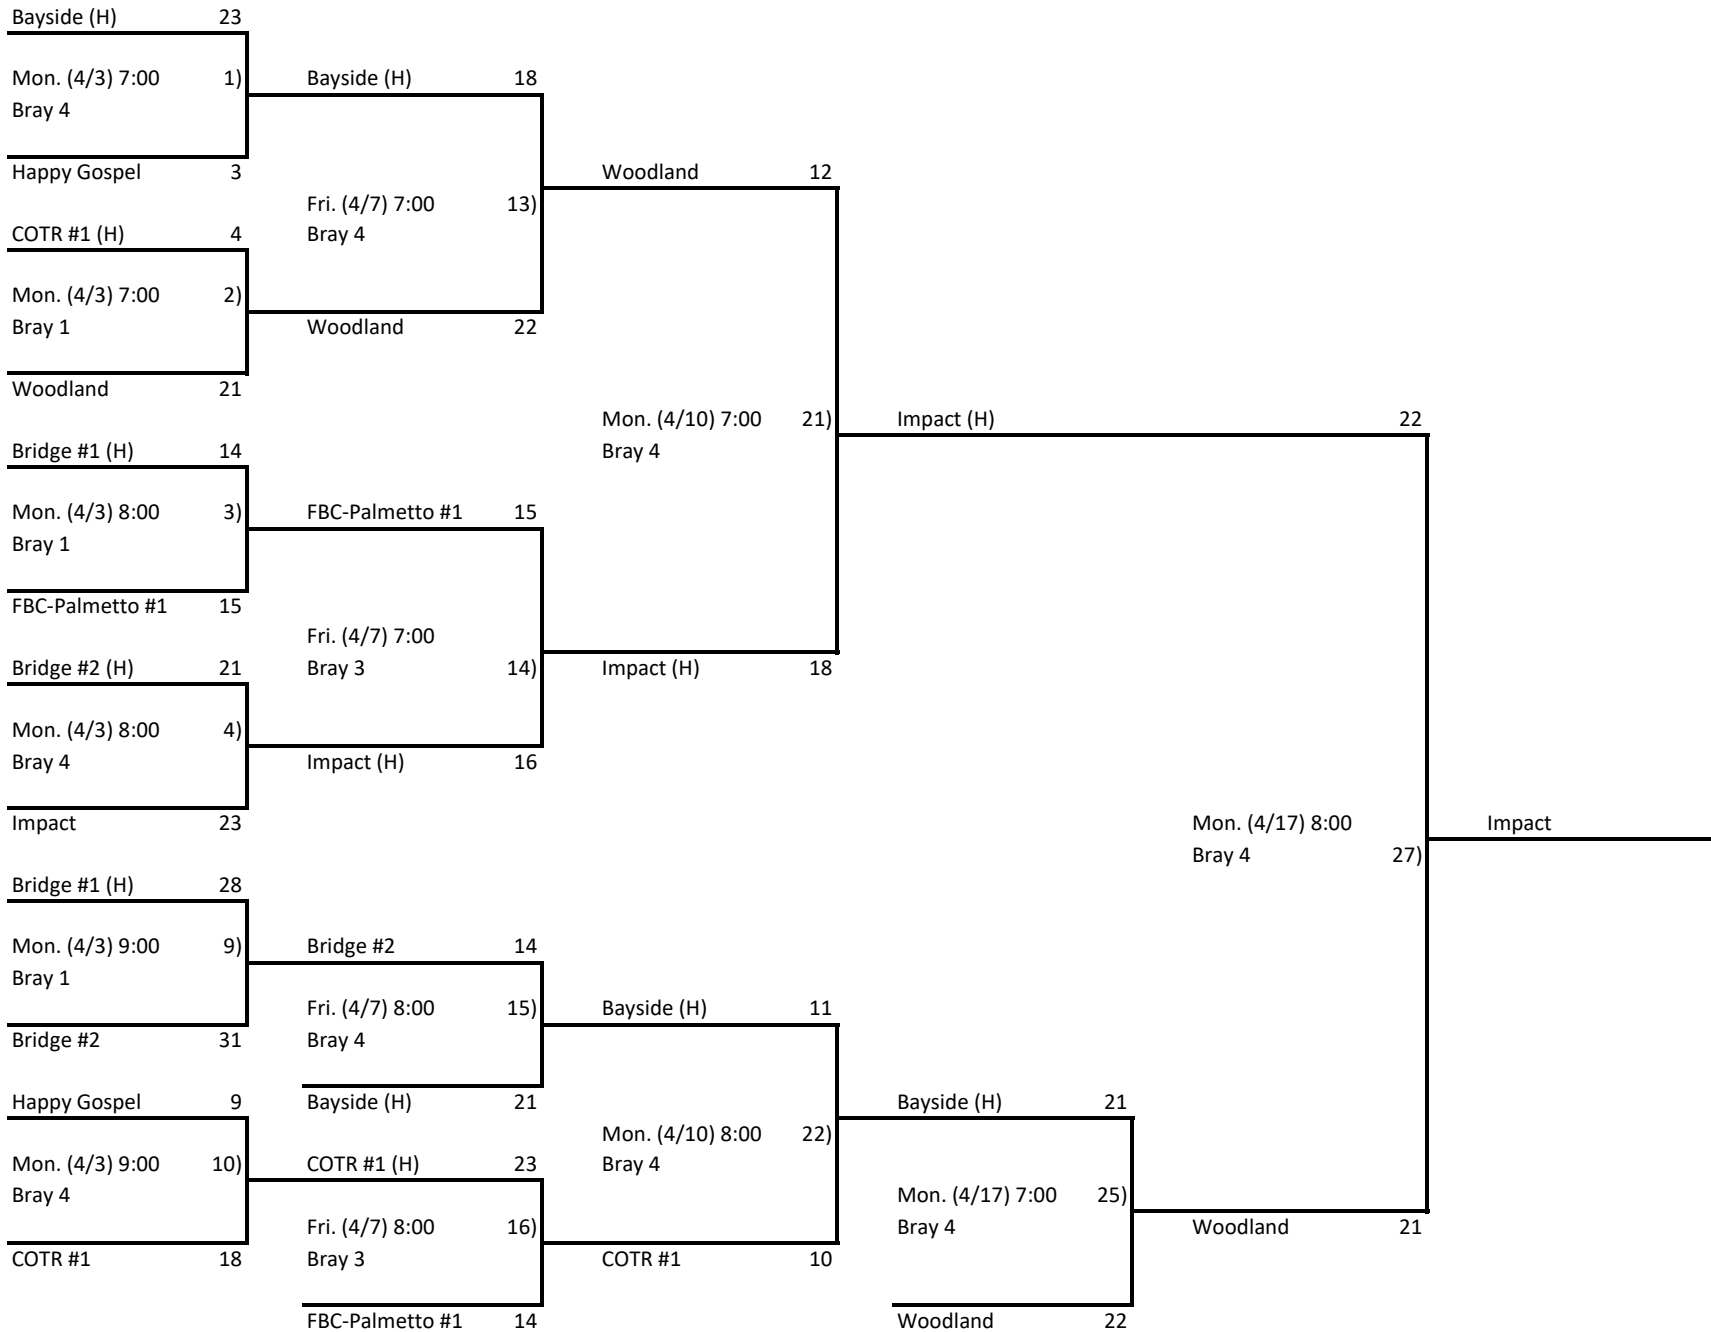 Bayside (H) 23
Mon. (4/3) 7:00 1) Bayside (H) 18
Bray 4
Happy Gospel 3 Woodland 12
Fri. (4/7) 7:00 13)
COTR #1 (H) 4 Bray 4
Mon. (4/3) 7:00 2)
Bray 1 Woodland 22
Woodland 21
Mon. (4/10) 7:00 21) Impact (H) 22
Bridge #1 (H) 14 Bray 4
Mon. (4/3) 8:00 3) FBC-Palmetto #1 15
Bray 1
FBC-Palmetto #1 15
Fri. (4/7) 7:00
Bridge #2 (H) 21 Bray 3 14) Impact (H) 18
Mon. (4/3) 8:00 4)
Bray 4 Impact (H) 16
Impact 23 Mon. (4/17) 8:00 Impact
Bray 4 27)
Bridge #1 (H) 28
Mon. (4/3) 9:00 9) Bridge #2 14
Bray 1
Fri. (4/7) 8:00 15) Bayside (H) 11
Bridge #2 31 Bray 4
Happy Gospel 9 Bayside (H) 21 Bayside (H) 21
Mon. (4/10) 8:00 22)
Mon. (4/3) 9:00 10) COTR #1 (H) 23 Bray 4
Bray 4 Mon. (4/17) 7:00 25)
Fri. (4/7) 8:00 16) Bray 4 Woodland 21
COTR #1 18 Bray 3 COTR #1 10
FBC-Palmetto #1 14 Woodland 22